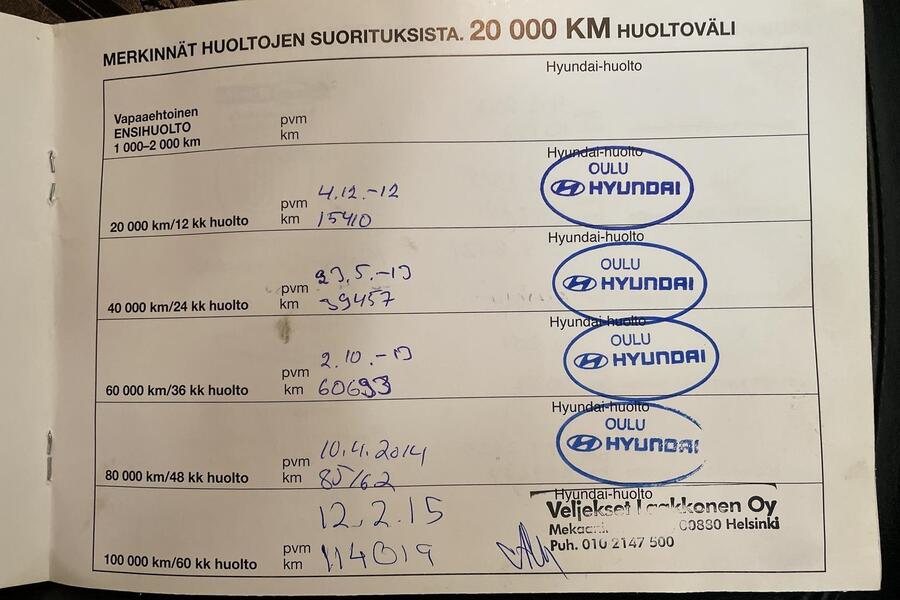 MERKINNÄT HUOLTOJEN SUORITUKSISTA. 20 000 KM HUOLTOVÄLI
Hyundai-huolto
Vapaaehtoinen
ENSIHUOLTO
1 000–2 000 km
pvm
km
Hyundai-huolto
OULU
HYUNDAI
20 000 km/12 kk huolto
pvm 4.12.-12
km 15410
Hyundai-huolto
OULU
HYUNDAI
40 000 km/24 kk huolto
pvm 23.5.-13
km 39457
Hyundai-huolto
OULU
HYUNDAI
60 000 km/36 kk huolto
pvm 2.10.-13
km 60693
Hyundai-huolto
OULU
HYUNDAI
80 000 km/48 kk huolto
pvm 10.4.2014
km 85162
Hyundai-huolto
Veljekset Laakkonen Oy
00880 Helsinki
Puh. 010 2147 500
100 000 km/60 kk huolto
pvm 12.2.15
km 114019